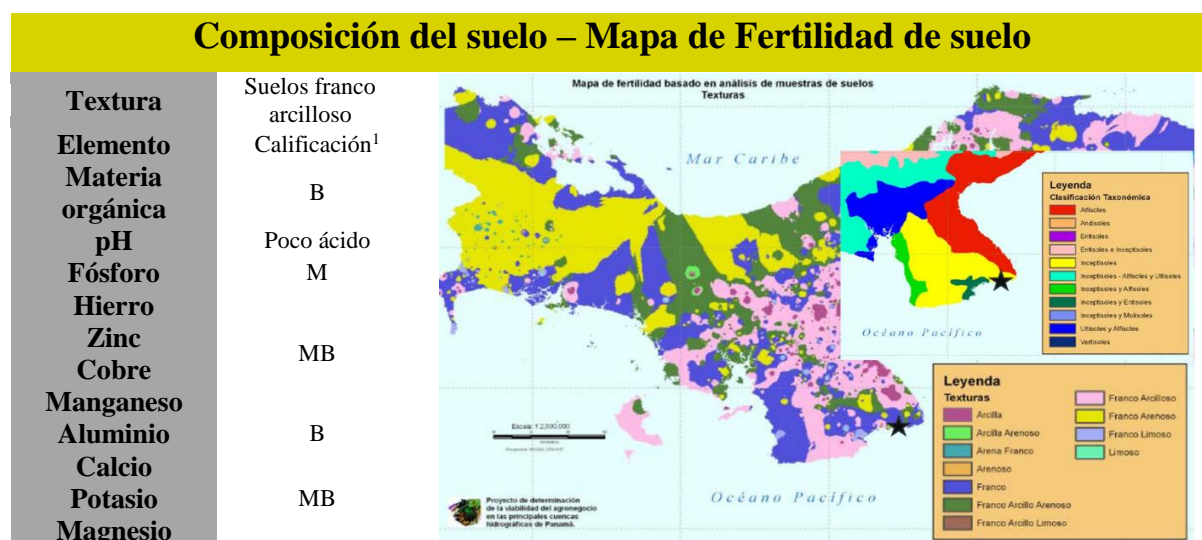 Composición del suelo – Mapa de Fertilidad de suelo
Textura
Suelos franco
arcilloso
Elemento
Calificación¹
Materia
orgánica
B
pH
Poco ácido
Fósforo
M
Hierro
Zinc
Cobre
Manganeso
MB
Aluminio
B
Calcio
Potasio
Magnesio
MB
Mapa de fertilidad basado en análisis de muestras de suelos
Texturas
Mar Caribe
Océano Pacífico
Escala: 1:2,890,000
Proyecto de determinación
de la viabilidad del agronegocio
en las principales cuencas
hidrográficas de Panamá.
Océano Pacífico
Leyenda
Clasificación Taxonómica
Alfisoles
Andisoles
Entisoles
Entisoles e Inceptisoles
Inceptisoles
Inceptisoles - Alfisoles y Ultisoles
Inceptisoles y Alfisoles
Inceptisoles y Entisoles
Inceptisoles y Molisoles
Ultisoles y Alfisoles
Vertisoles
Leyenda
Texturas
Arcilla
Arcilla Arenoso
Arena Franco
Arenoso
Franco
Franco Arcillo Arenoso
Franco Arcillo Limoso
Franco Arcilloso
Franco Arenoso
Franco Limoso
Limoso